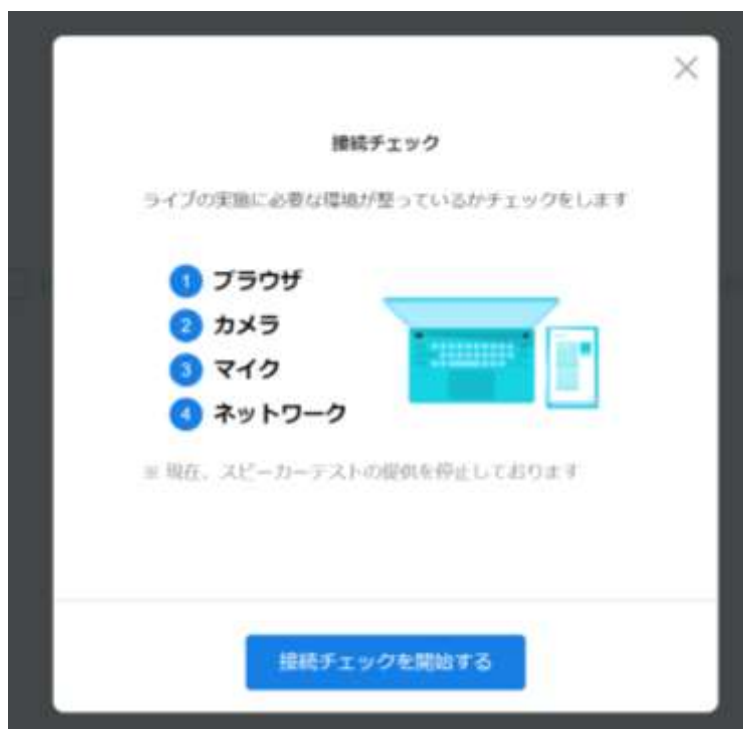 接続チェック
ライブの実施に必要な環境が整っているかチェックをします
1 ブラウザ
2 カメラ
3 マイク
4 ネットワーク
※ 現在、スピーカーテストの提供を停止しております
接続チェックを開始する